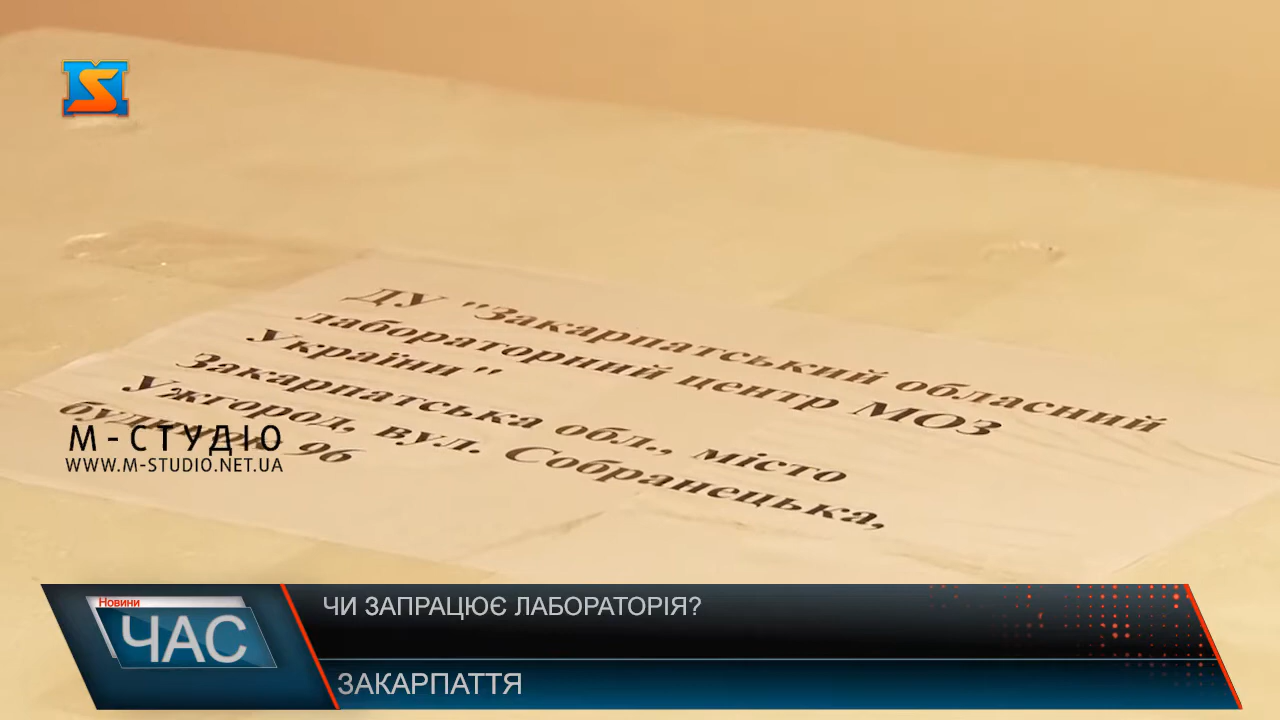 ДУ "Закарпатський обласний
лабораторний центр МОЗ
України"
Закарпатська обл., місто
Ужгород, вул. Собранецька,
будинок 96
М-СТУДІО
WWW.M-STUDIO.NET.UA
Новини
ЧАС
ЧИ ЗАПРАЦЮЄ ЛАБОРАТОРІЯ?
ЗАКАРПАТТЯ